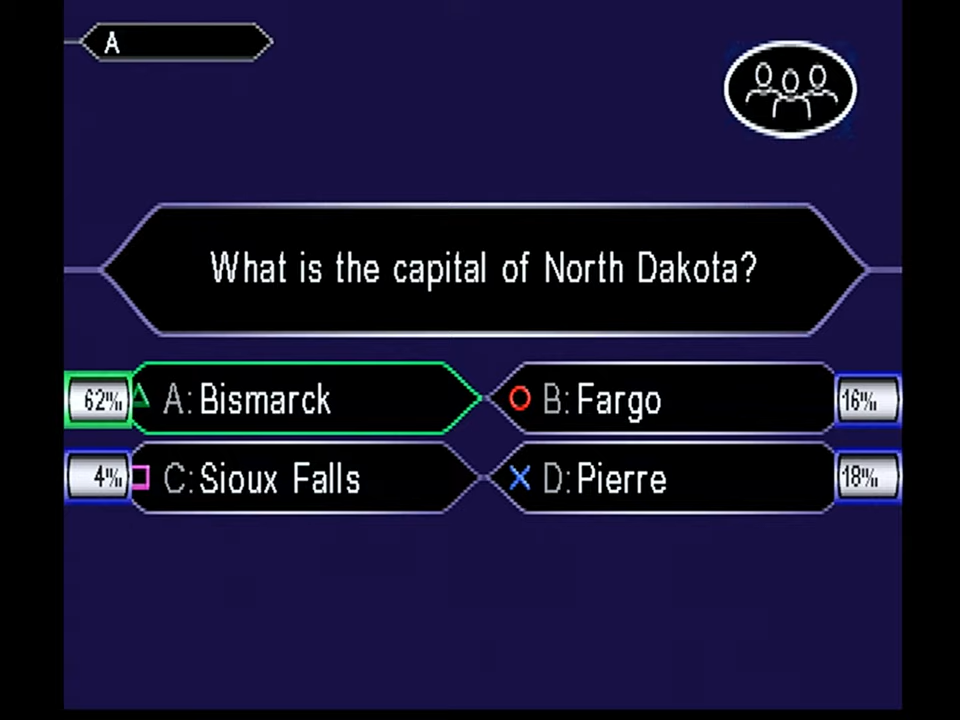 A
What is the capital of North Dakota?
62% A: Bismarck
B: Fargo 16%
4% C: Sioux Falls
D: Pierre 18%